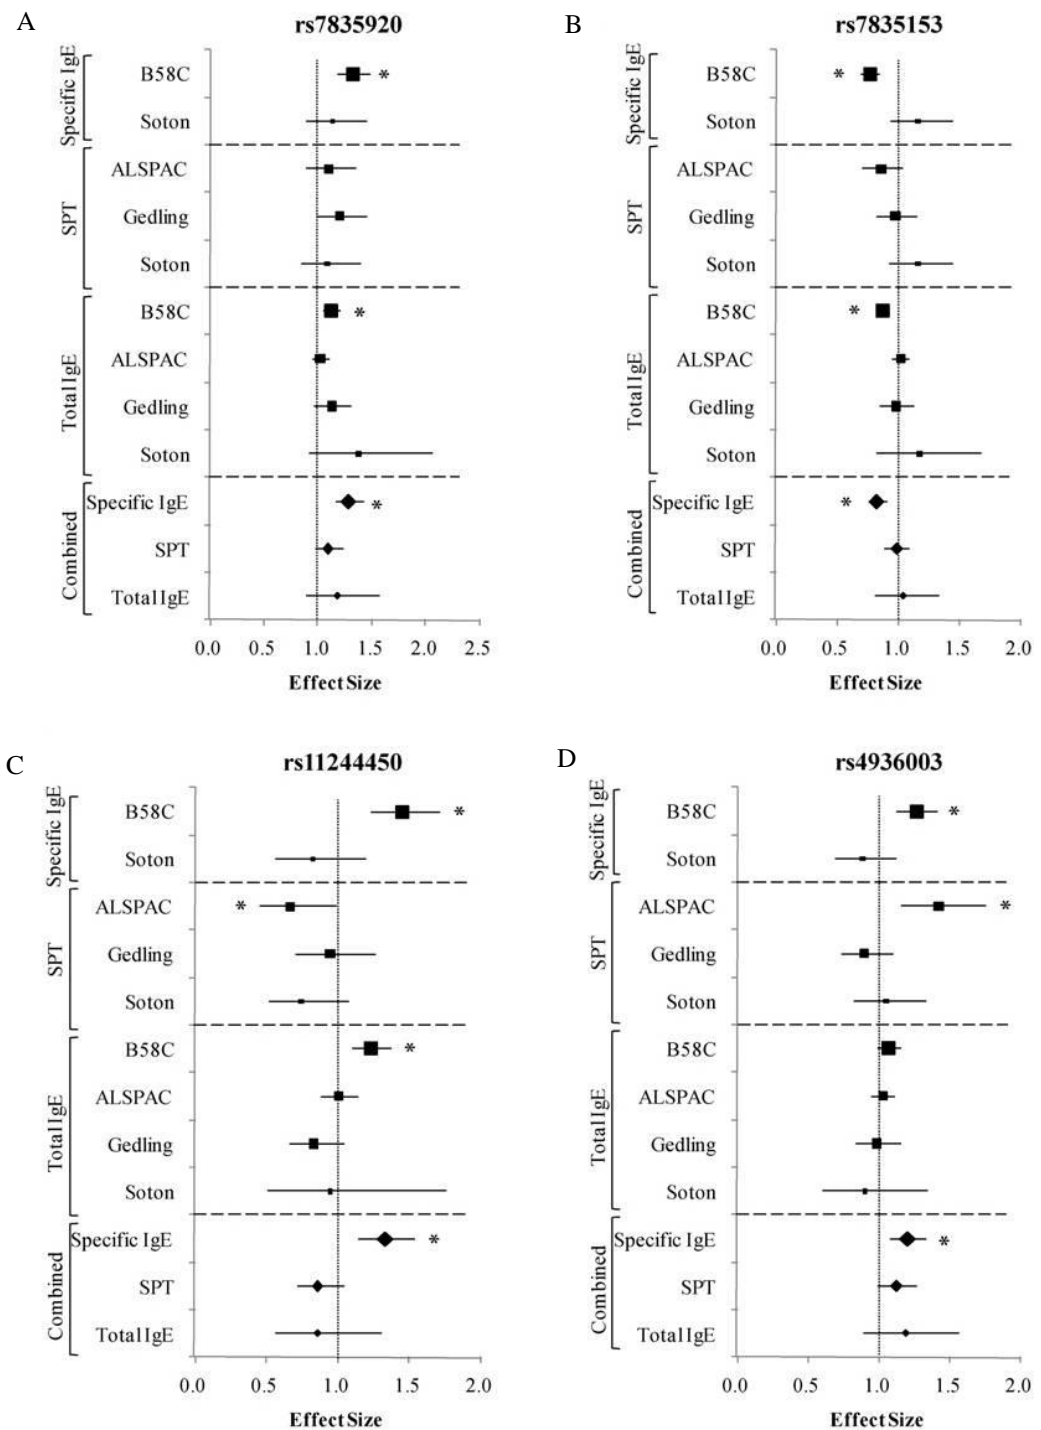 A
rs7835920
Specific IgE
B58C
*
Soton
SPT
ALSPAC
Gedling
Soton
Total IgE
B58C
*
ALSPAC
Gedling
Soton
Combined
Specific IgE
*
SPT
Total IgE
0.0 0.5 1.0 1.5 2.0 2.5
Effect Size
B
rs7835153
Specific IgE
B58C
*
Soton
SPT
ALSPAC
Gedling
Soton
Total IgE
B58C
*
ALSPAC
Gedling
Soton
Combined
Specific IgE
*
SPT
Total IgE
0.0 0.5 1.0 1.5 2.0
Effect Size
C
rs11244450
Specific IgE
B58C
*
Soton
SPT
ALSPAC
*
Gedling
Soton
Total IgE
B58C
*
ALSPAC
Gedling
Soton
Combined
Specific IgE
*
SPT
Total IgE
0.0 0.5 1.0 1.5 2.0
Effect Size
D
rs4936003
Specific IgE
B58C
*
Soton
SPT
ALSPAC
*
Gedling
Soton
Total IgE
B58C
ALSPAC
Gedling
Soton
Combined
Specific IgE
*
SPT
Total IgE
0.0 0.5 1.0 1.5 2.0
Effect Size